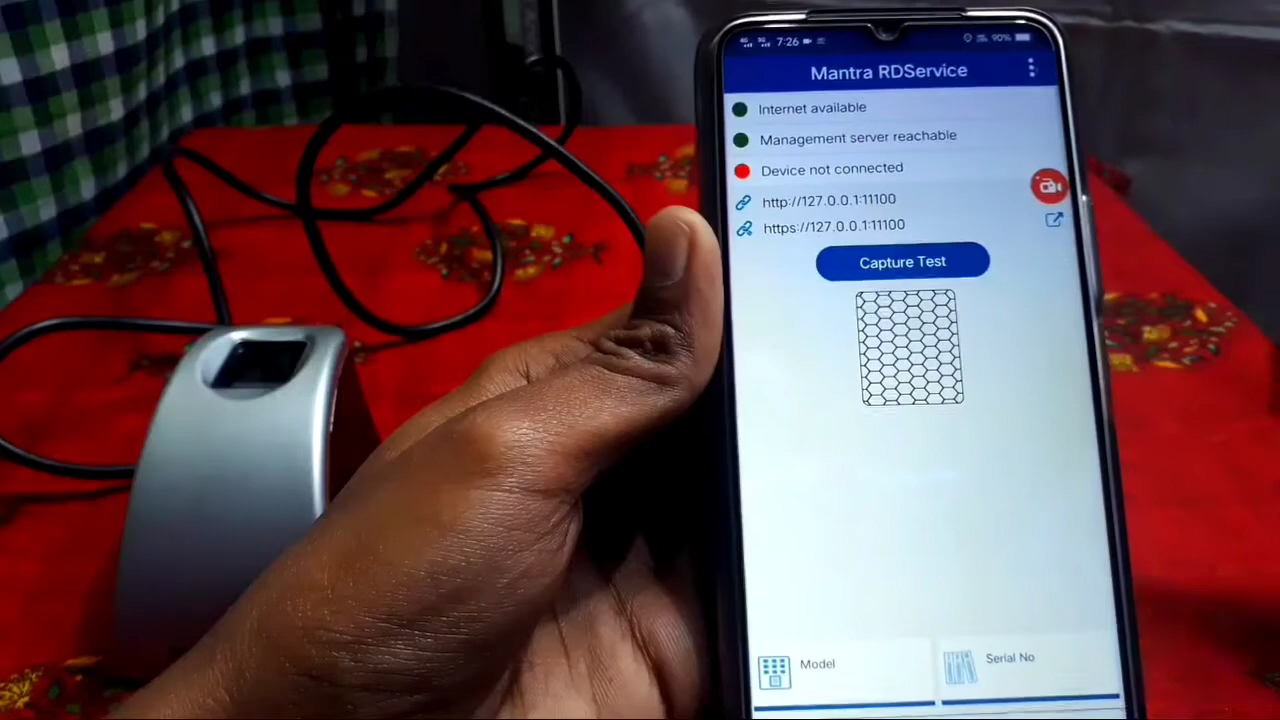 7:26
90%
Mantra RDService
Internet available
Management server reachable
Device not connected
http://127.0.0.1:11100
https://127.0.0.1:11100
Capture Test
Model
Serial No